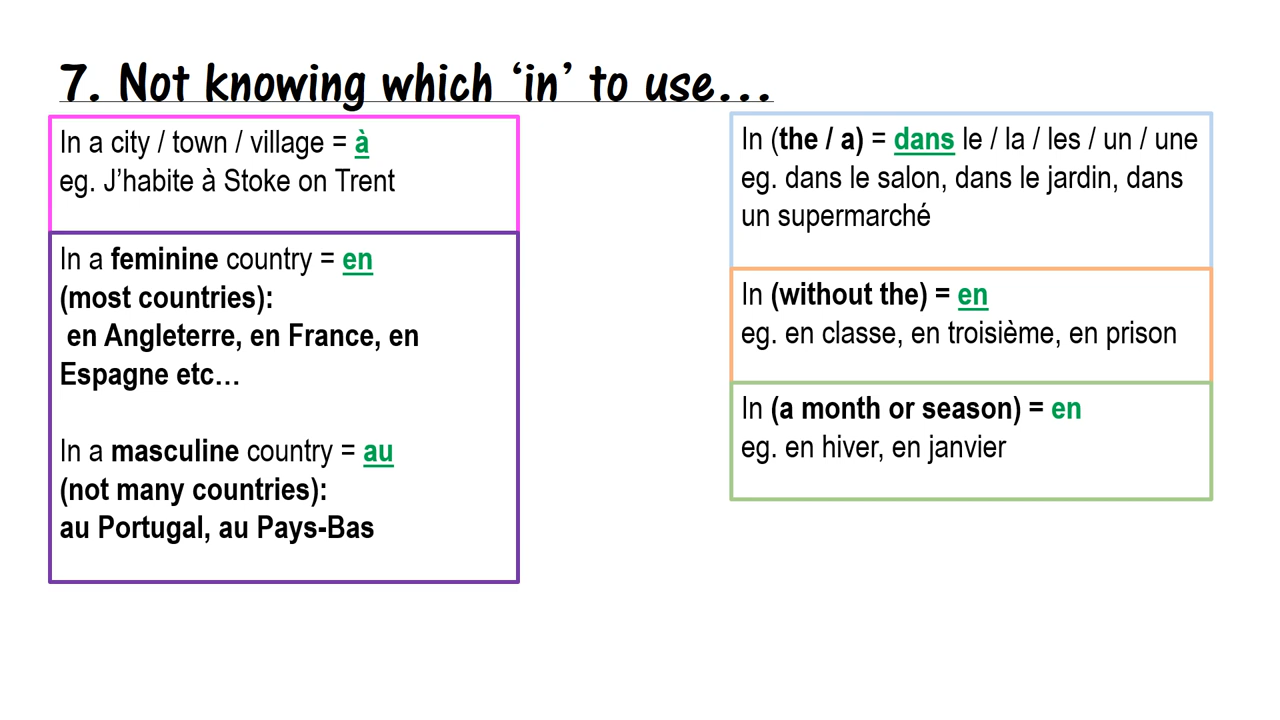 7. Not knowing which ‘in’ to use…
In a city / town / village = à
eg. J’habite à Stoke on Trent
In a feminine country = en
(most countries):
en Angleterre, en France, en
Espagne etc…
In a masculine country = au
(not many countries):
au Portugal, au Pays-Bas
In (the / a) = dans le / la / les / un / une
eg. dans le salon, dans le jardin, dans
un supermarché
In (without the) = en
eg. en classe, en troisième, en prison
In (a month or season) = en
eg. en hiver, en janvier